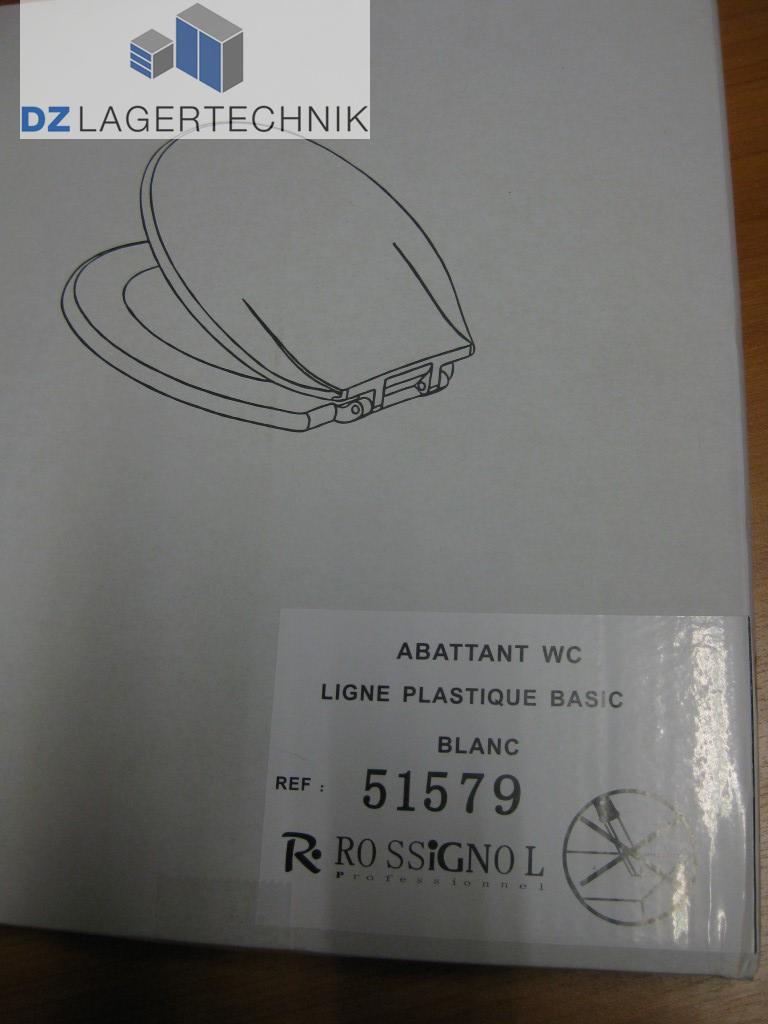 DZ LAGERTECHNIK
ABATTANT WC
LIGNE PLASTIQUE BASIC
BLANC
REF : 51579
R. ROSSiGNOL
Professionnel